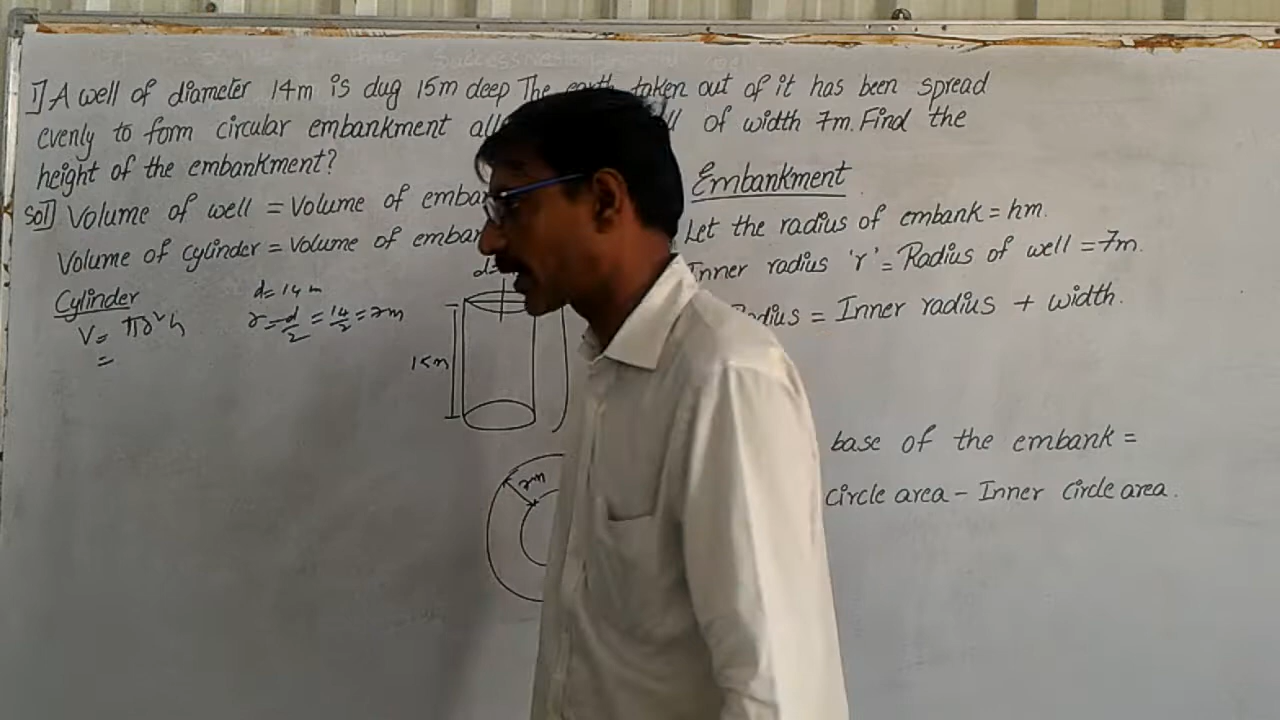 1] A well of diameter 14m is dug 15m deep The earth taken out of it has been spread
evenly to form circular embankment all of width 7m. Find the
height of the embankment?
Sol] Volume of well = Volume of emba
Volume of cylinder = Volume of emban
Cylinder
V = πr²h
=
d = 14 m
r = d/2 = 14/2 = 7m
d=
15m
7m
Embankment
Let the radius of embank = hm.
Inner radius 'r' = Radius of well = 7m.
Radius = Inner radius + width.
base of the embank =
circle area - Inner circle area.